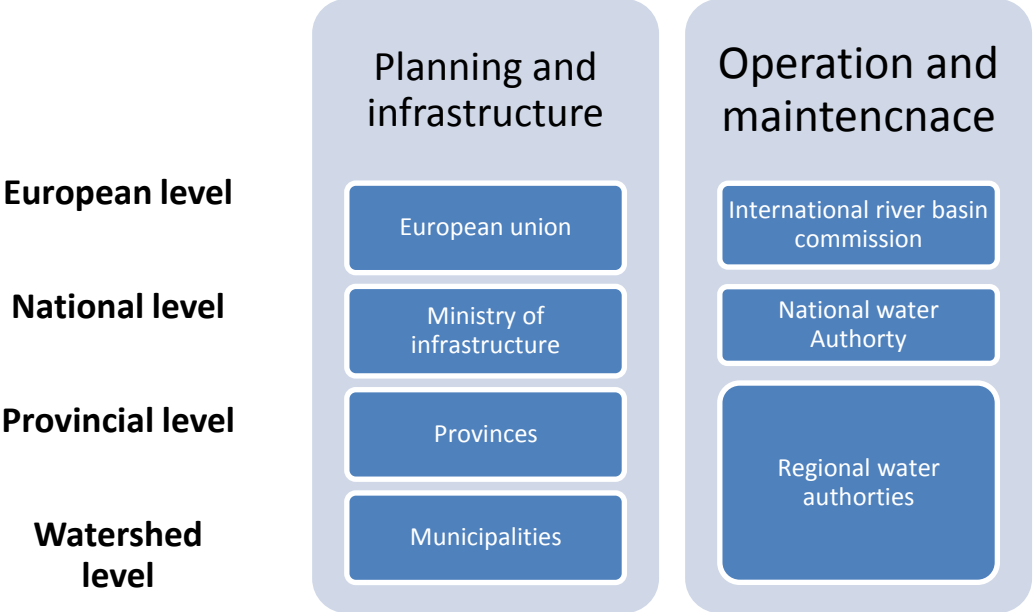 Planning and
infrastructure
Operation and
maintencnace
European level
European union
International river basin
commission
National level
Ministry of
infrastructure
National water
Authorty
Provincial level
Provinces
Regional water
authorties
Watershed
level
Municipalities